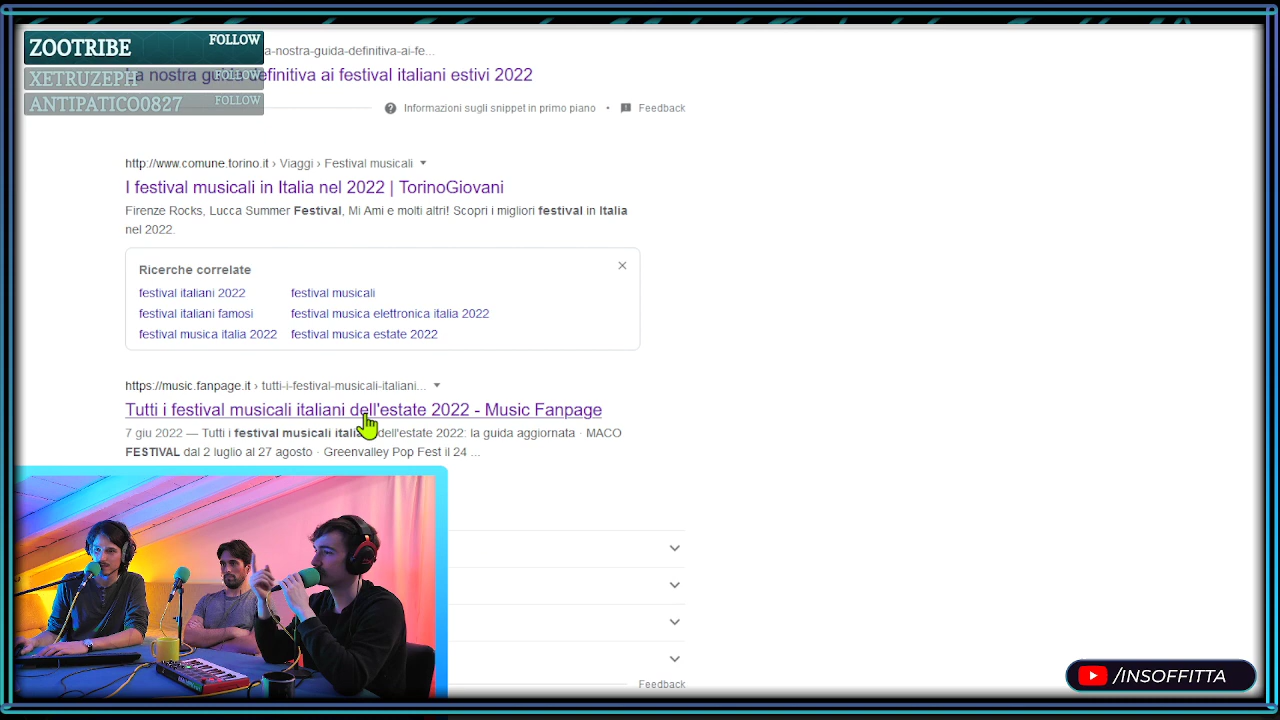 ZOOTRIBE FOLLOW
XETRUZEPH FOLLOW
ANTIPATICO0827 FOLLOW
a-nostra-guida-definitiva-ai-fe...
La nostra guida definitiva ai festival italiani estivi 2022
Informazioni sugli snippet in primo piano • Feedback
http://www.comune.torino.it › Viaggi › Festival musicali
I festival musicali in Italia nel 2022 | TorinoGiovani
Firenze Rocks, Lucca Summer Festival, Mi Ami e molti altri! Scopri i migliori festival in Italia
nel 2022.
Ricerche correlate
festival italiani 2022 festival musicali
festival italiani famosi festival musica elettronica italia 2022
festival musica italia 2022 festival musica estate 2022
https://music.fanpage.it › tutti-i-festival-musicali-italiani...
Tutti i festival musicali italiani dell'estate 2022 - Music Fanpage
7 giu 2022 — Tutti i festival musicali italia dell'estate 2022: la guida aggiornata · MACO
FESTIVAL dal 2 luglio al 27 agosto · Greenvalley Pop Fest il 24 ...
Feedback
/INSOFFITTA